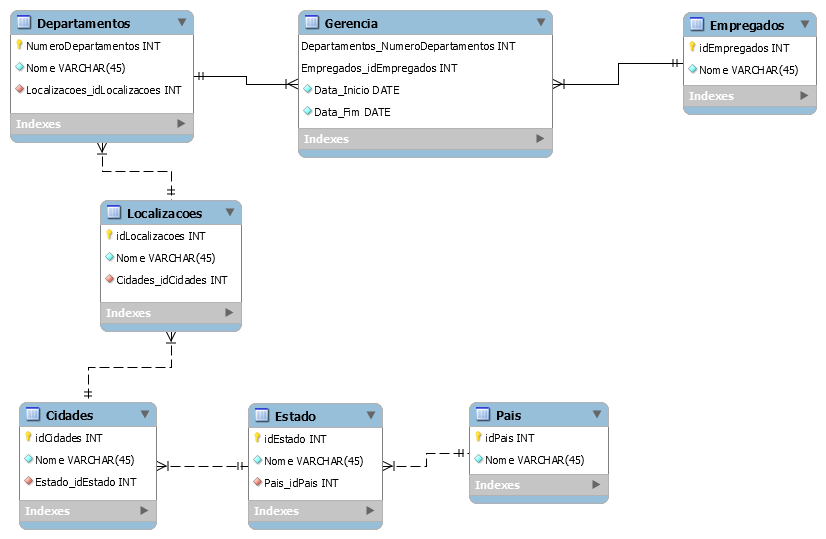 Departamentos
NumeroDepartamentos INT
Nome VARCHAR(45)
Localizacoes_idLocalizacoes INT
Indexes
Gerencia
Departamentos_NumeroDepartamentos INT
Empregados_idEmpregados INT
Data_Inicio DATE
Data_Fim DATE
Indexes
Empregados
idEmpregados INT
Nome VARCHAR(45)
Indexes
Localizacoes
idLocalizacoes INT
Nome VARCHAR(45)
Cidades_idCidades INT
Indexes
Cidades
idCidades INT
Nome VARCHAR(45)
Estado_idEstado INT
Indexes
Estado
idEstado INT
Nome VARCHAR(45)
Pais_idPais INT
Indexes
Pais
idPais INT
Nome VARCHAR(45)
Indexes